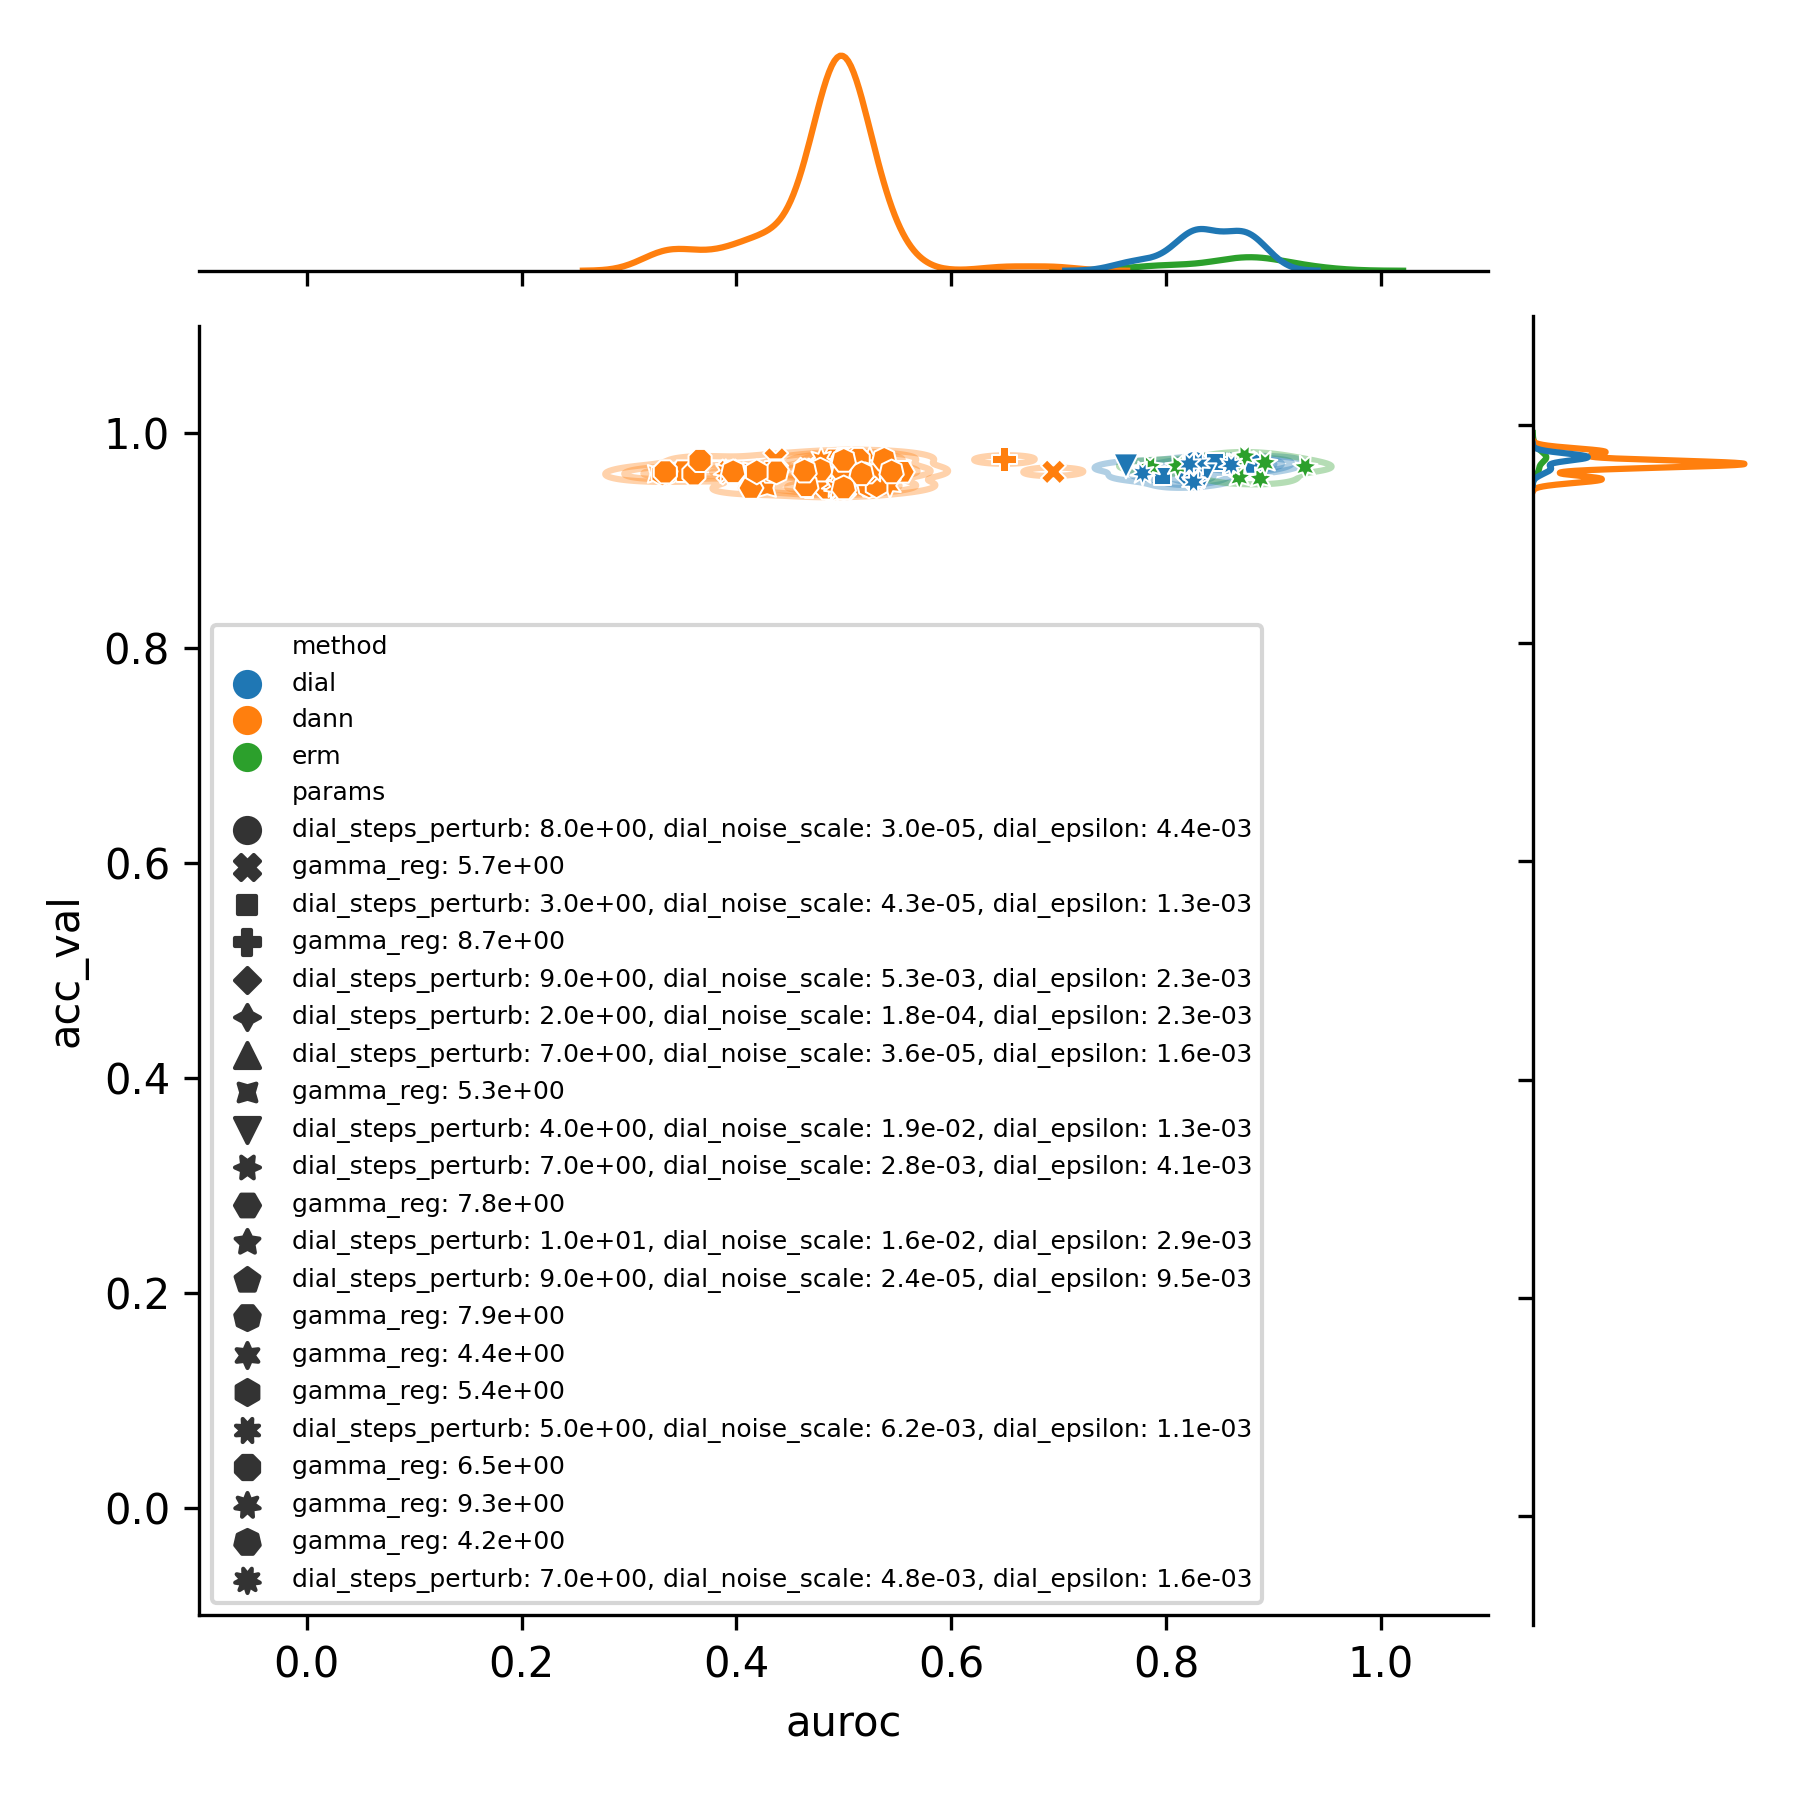 1.0
0.8
0.6
0.4
0.2
0.0
acc_val
method
dial
dann
erm
params
dial_steps_perturb: 8.0e+00, dial_noise_scale: 3.0e-05, dial_epsilon: 4.4e-03
gamma_reg: 5.7e+00
dial_steps_perturb: 3.0e+00, dial_noise_scale: 4.3e-05, dial_epsilon: 1.3e-03
gamma_reg: 8.7e+00
dial_steps_perturb: 9.0e+00, dial_noise_scale: 5.3e-03, dial_epsilon: 2.3e-03
dial_steps_perturb: 2.0e+00, dial_noise_scale: 1.8e-04, dial_epsilon: 2.3e-03
dial_steps_perturb: 7.0e+00, dial_noise_scale: 3.6e-05, dial_epsilon: 1.6e-03
gamma_reg: 5.3e+00
dial_steps_perturb: 4.0e+00, dial_noise_scale: 1.9e-02, dial_epsilon: 1.3e-03
dial_steps_perturb: 7.0e+00, dial_noise_scale: 2.8e-03, dial_epsilon: 4.1e-03
gamma_reg: 7.8e+00
dial_steps_perturb: 1.0e+01, dial_noise_scale: 1.6e-02, dial_epsilon: 2.9e-03
dial_steps_perturb: 9.0e+00, dial_noise_scale: 2.4e-05, dial_epsilon: 9.5e-03
gamma_reg: 7.9e+00
gamma_reg: 4.4e+00
gamma_reg: 5.4e+00
dial_steps_perturb: 5.0e+00, dial_noise_scale: 6.2e-03, dial_epsilon: 1.1e-03
gamma_reg: 6.5e+00
gamma_reg: 9.3e+00
gamma_reg: 4.2e+00
dial_steps_perturb: 7.0e+00, dial_noise_scale: 4.8e-03, dial_epsilon: 1.6e-03
0.0 0.2 0.4 0.6 0.8 1.0
auroc